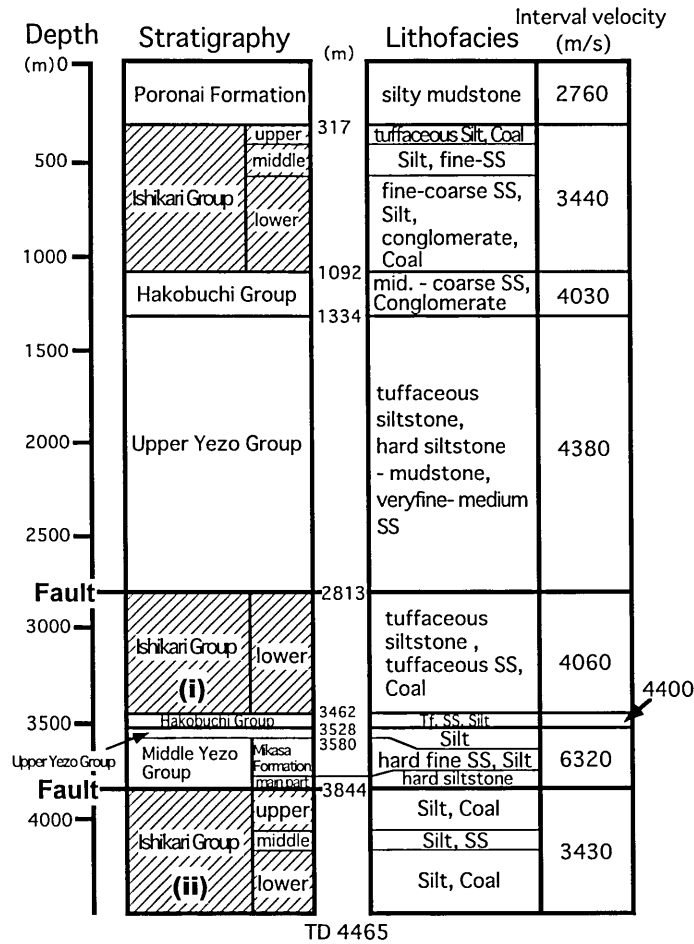 Depth
(m)
Stratigraphy
(m)
Lithofacies
Interval velocity
(m/s)
0
500
1000
1500
2000
2500
3000
3500
4000
Fault
Fault
Poronai Formation
Ishikari Group
upper
middle
lower
Hakobuchi Group
Upper Yezo Group
Ishikari Group
(i)
lower
Hakobuchi Group
Upper Yezo Group
Middle Yezo
Group
Mikasa
Formation
main part
Ishikari Group
(ii)
upper
middle
lower
317
1092
1334
2813
3462
3528
3580
3844
silty mudstone
tuffaceous Silt, Coal
Silt, fine-SS
fine-coarse SS,
Silt,
conglomerate,
Coal
mid. - coarse SS,
Conglomerate
tuffaceous
siltstone,
hard siltstone
- mudstone,
veryfine- medium
SS
tuffaceous
siltstone ,
tuffaceous SS,
Coal
Tf, SS, Silt
Silt
hard fine SS, Silt
hard siltstone
Silt, Coal
Silt, SS
Silt, Coal
2760
3440
4030
4380
4060
4400
6320
3430
TD 4465